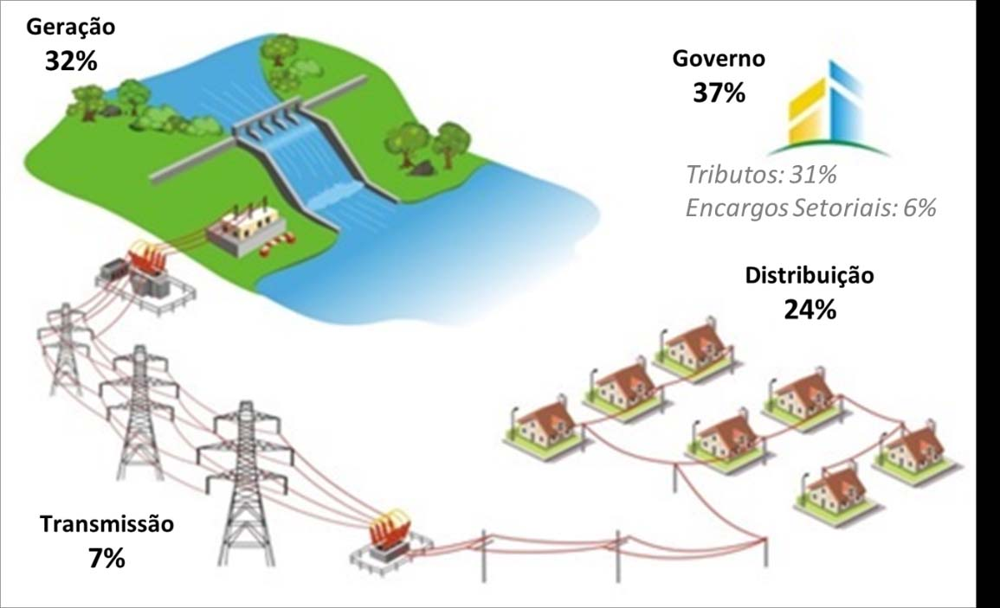 Geração
32%
Governo
37%
Tributos: 31%
Encargos Setoriais: 6%
Distribuição
24%
Transmissão
7%